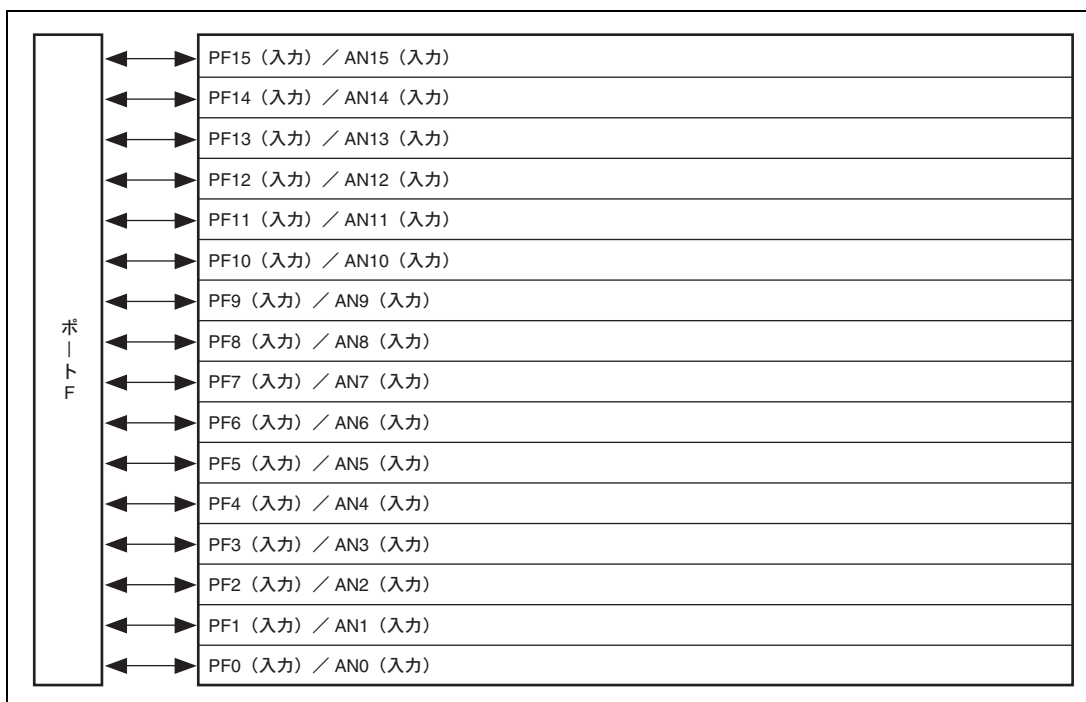 PF15（入力）／ AN15（入力）
PF14（入力）／ AN14（入力）
PF13（入力）／ AN13（入力）
PF12（入力）／ AN12（入力）
PF11（入力）／ AN11（入力）
PF10（入力）／ AN10（入力）
PF9（入力）／ AN9（入力）
PF8（入力）／ AN8（入力）
PF7（入力）／ AN7（入力）
PF6（入力）／ AN6（入力）
PF5（入力）／ AN5（入力）
PF4（入力）／ AN4（入力）
PF3（入力）／ AN3（入力）
PF2（入力）／ AN2（入力）
PF1（入力）／ AN1（入力）
PF0（入力）／ AN0（入力）
ポートF